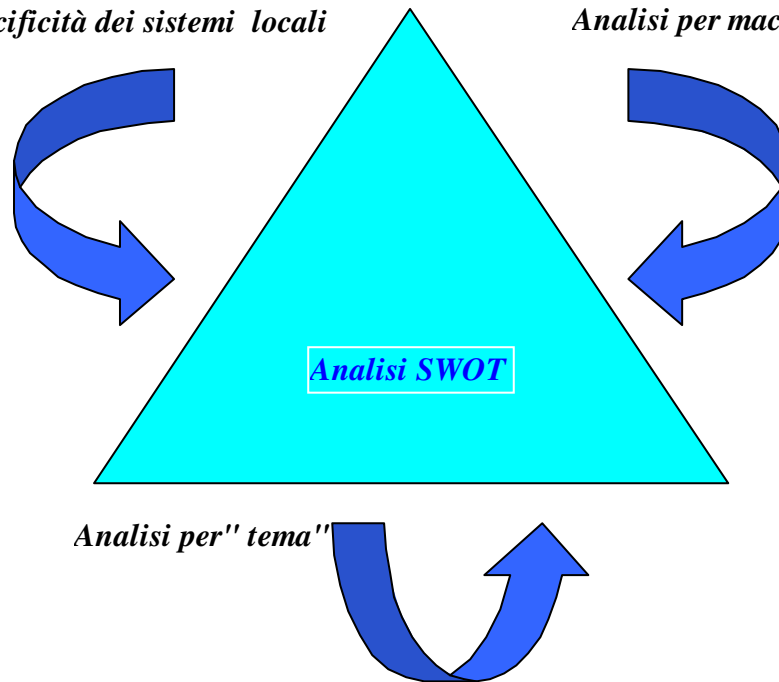 cificità dei sistemi locali
Analisi per mac
Analisi SWOT
Analisi per" tema"